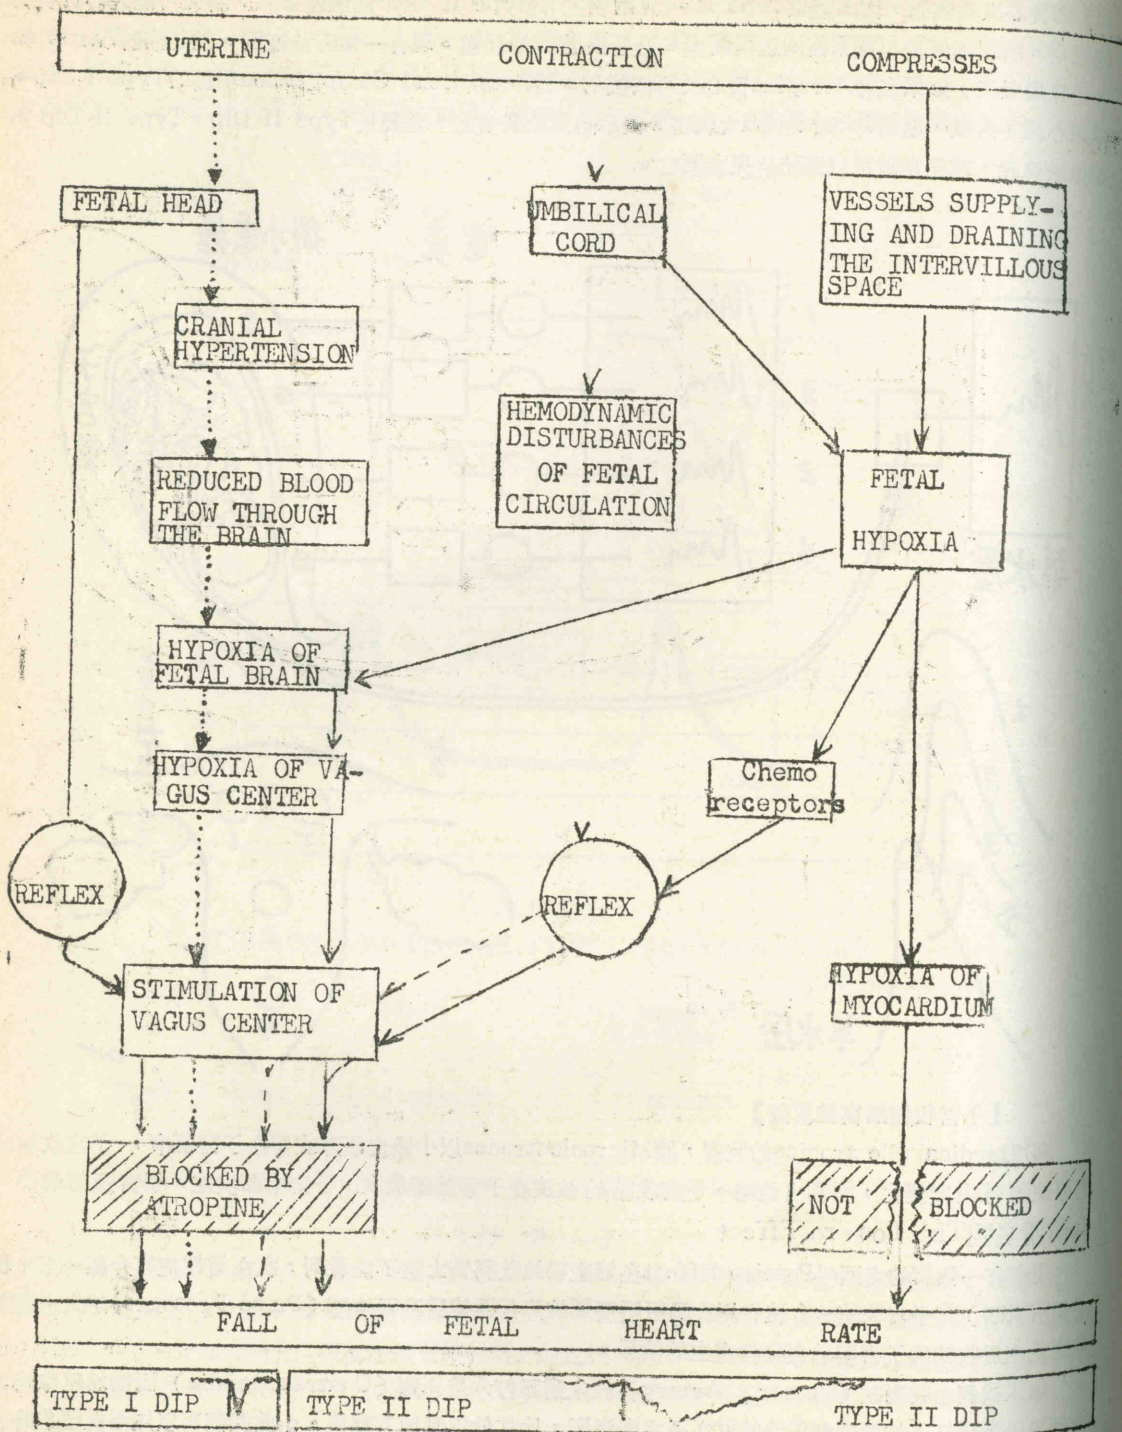 UTERINE CONTRACTION COMPRESSES
FETAL HEAD
UMBILICAL
CORD
VESSELS SUPPLY-
ING AND DRAINING
THE INTERVILLOUS
SPACE
CRANIAL
HYPERTENSION
HEMODYNAMIC
DISTURBANCES
OF FETAL
CIRCULATION
REDUCED BLOOD
FLOW THROUGH
THE BRAIN
FETAL
HYPOXIA
HYPOXIA OF
FETAL BRAIN
HYPOXIA OF VA-
GUS CENTER
Chemo
receptors
REFLEX
REFLEX
STIMULATION OF
VAGUS CENTER
HYPOXIA OF
MYOCARDIUM
BLOCKED BY
ATROPINE
NOT BLOCKED
FALL OF FETAL HEART RATE
TYPE I DIP
TYPE II DIP
TYPE II DIP